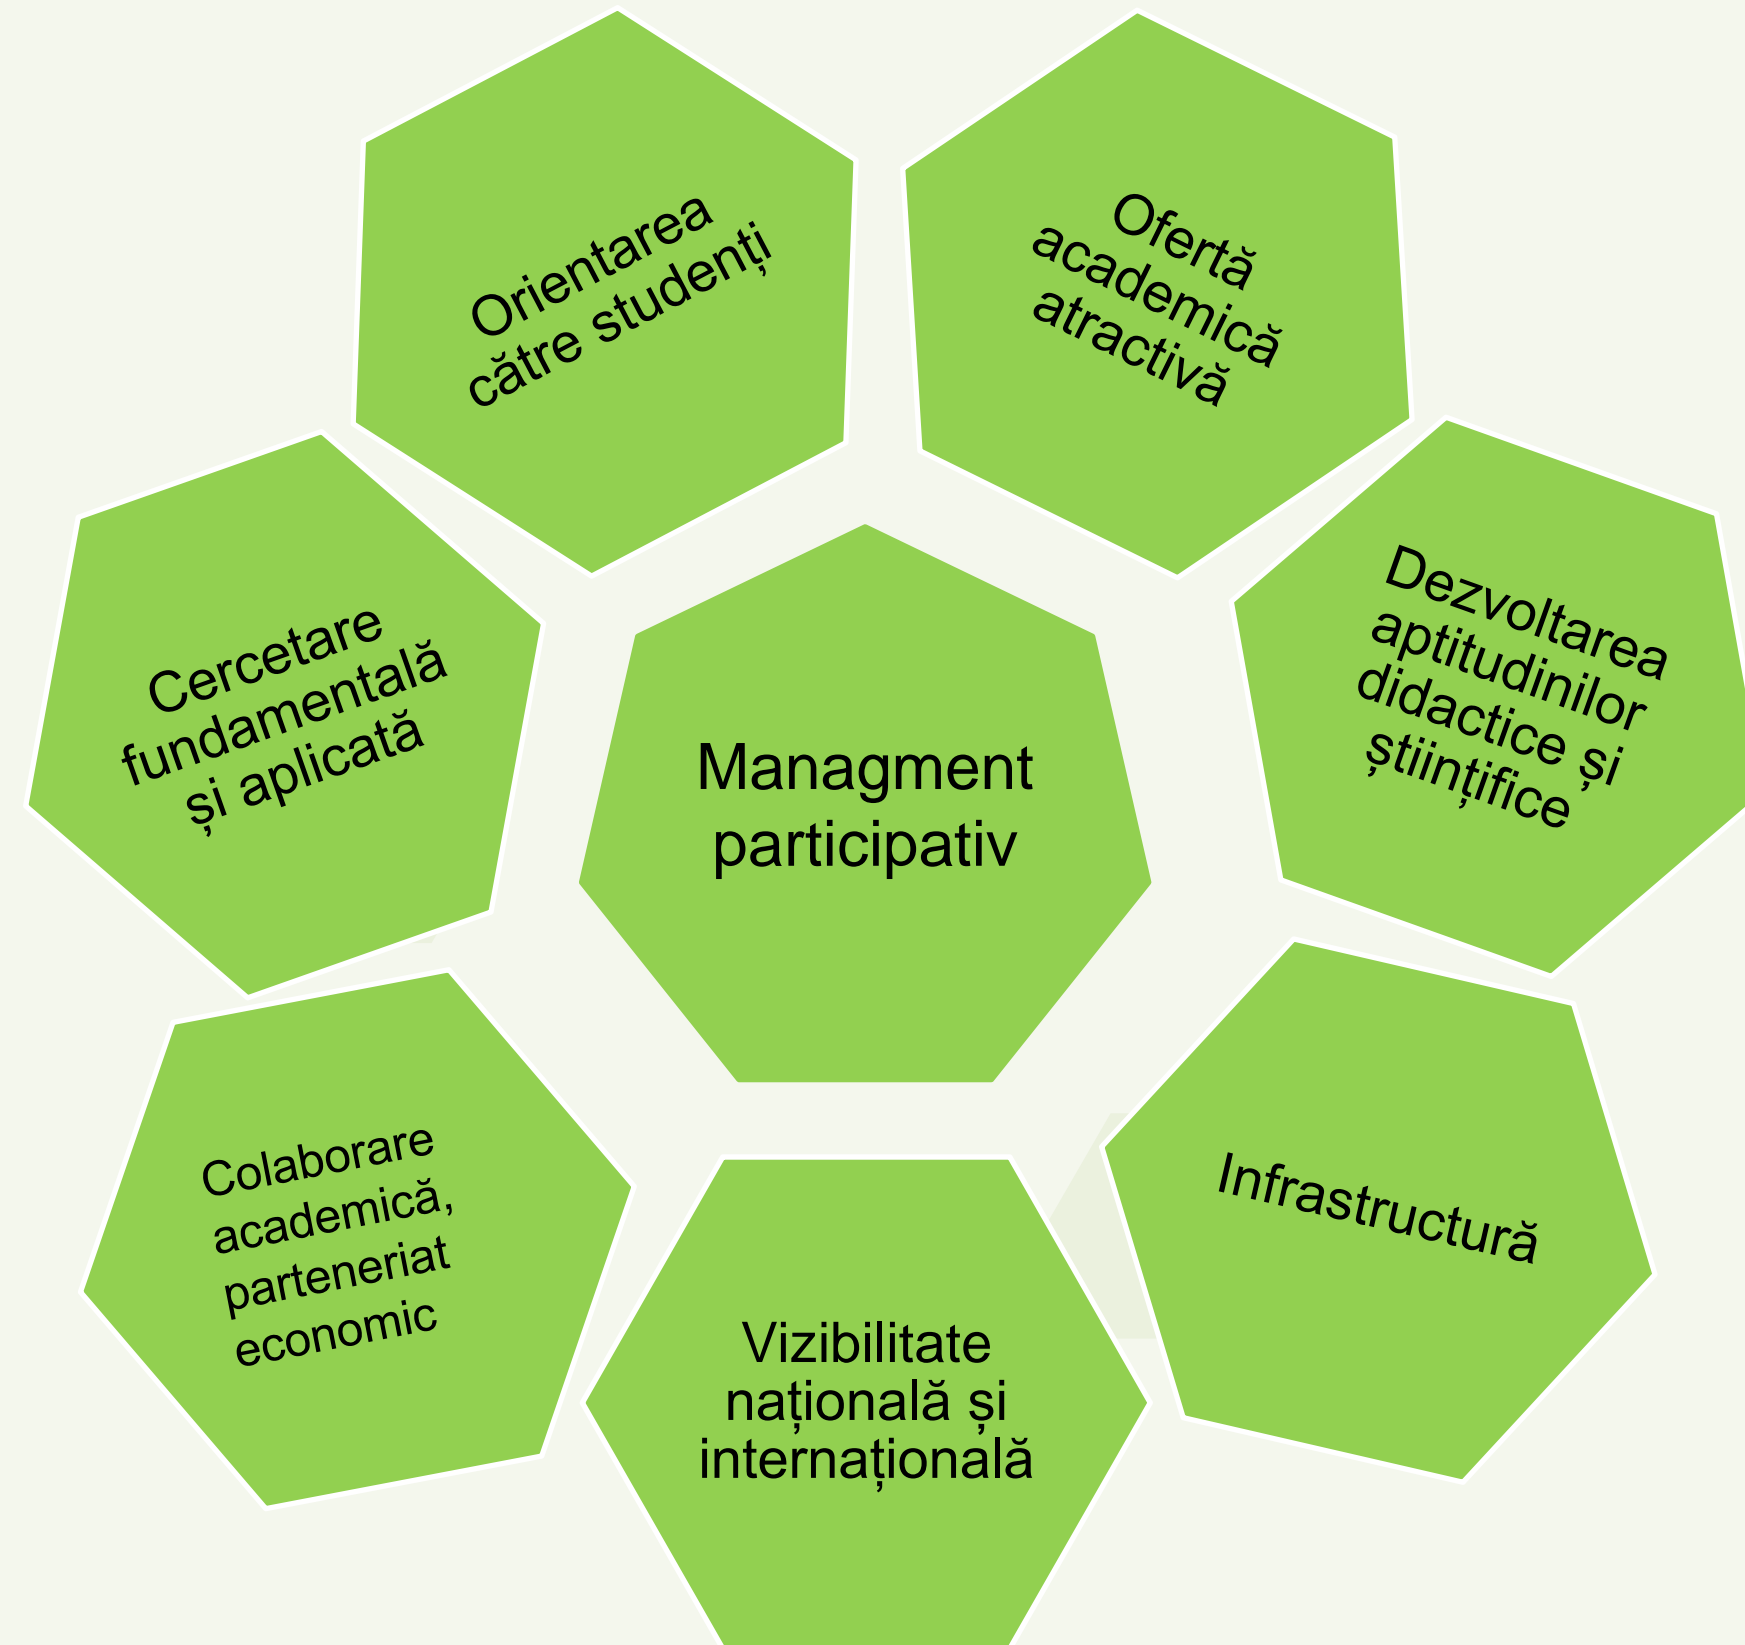 Orientarea
către studenți
Ofertă
academică
atractivă
Dezvoltarea
aptitudinilor
didactice și
științifice
Infrastructură
Vizibilitate
națională și
internațională
Colaborare
academică,
parteneriat
economic
Cercetare
fundamentală
și aplicată
Managment
participativ